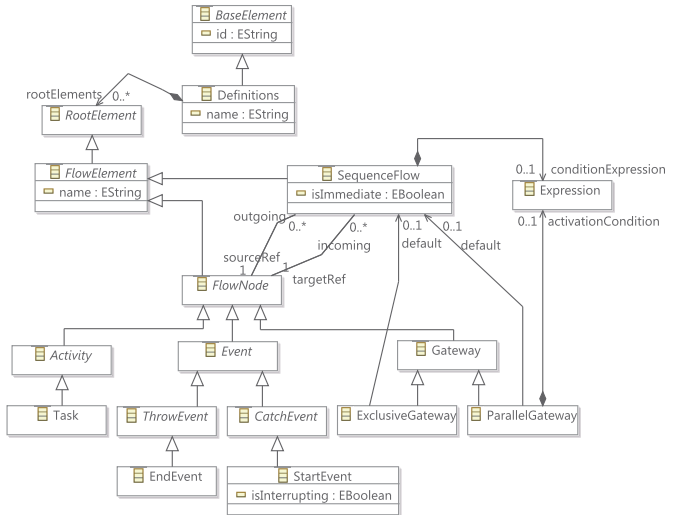 BaseElement
id : EString
Definitions
name : EString
rootElements
0..*
RootElement
FlowElement
name : EString
SequenceFlow
isImmediate : EBoolean
0..1
conditionExpression
Expression
0..1
activationCondition
outgoing
0..*
0..*
incoming
0..1
default
0..1
default
sourceRef
1
1
targetRef
FlowNode
Activity
Event
Gateway
Task
ThrowEvent
CatchEvent
ExclusiveGateway
ParallelGateway
EndEvent
StartEvent
isInterrupting : EBoolean